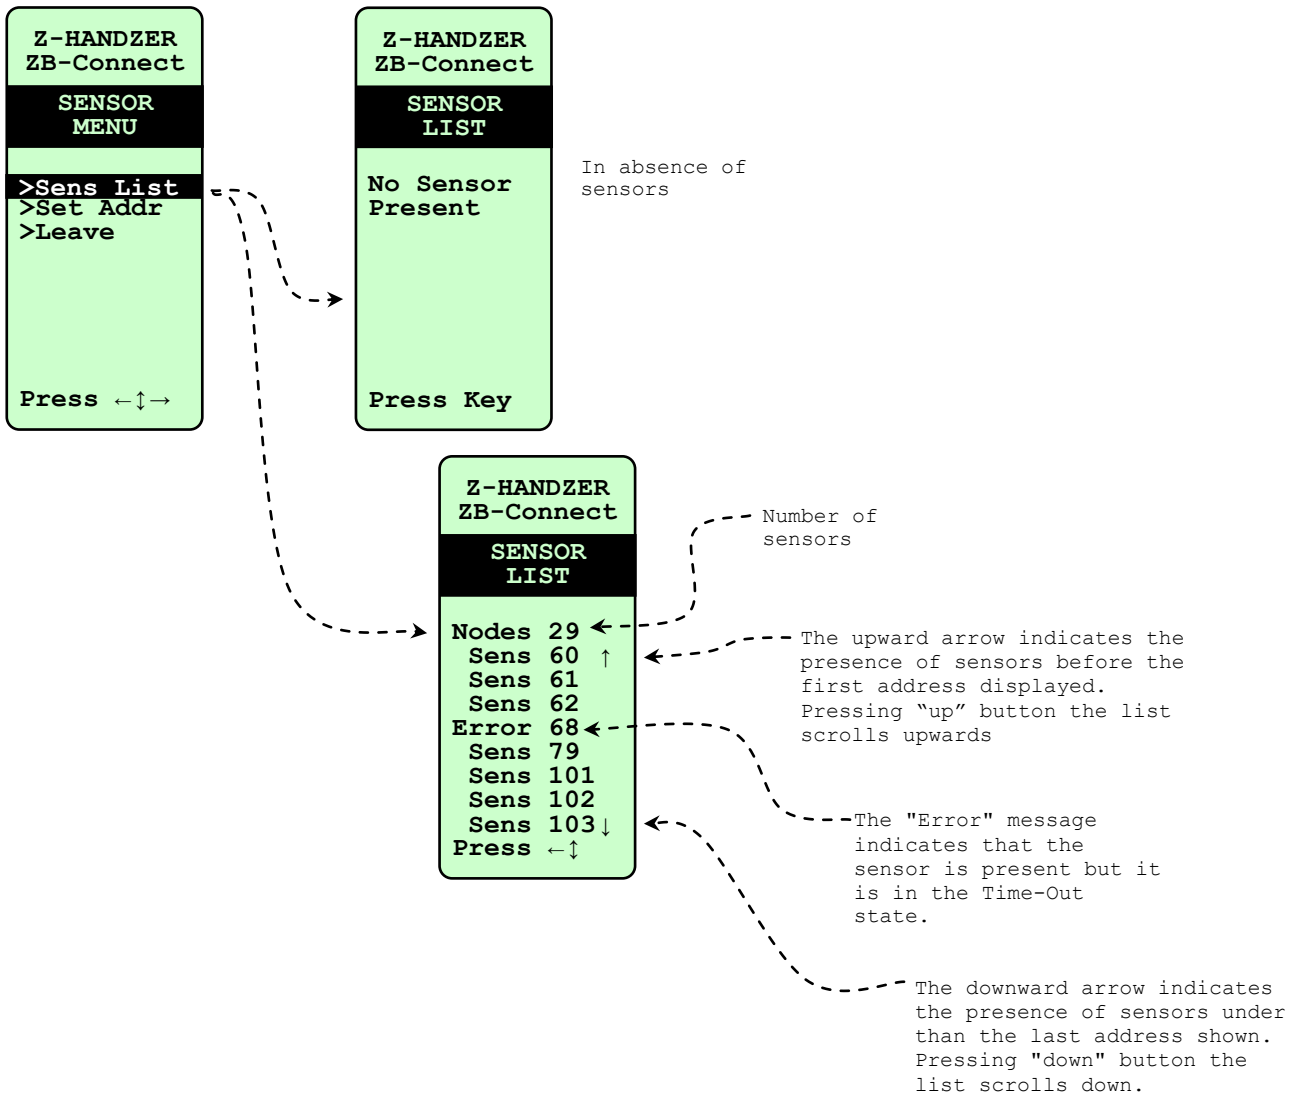 Z-HANDZER
ZB-Connect
SENSOR
MENU
>Sens List
>Set Addr
>Leave
Press ←↕→
Z-HANDZER
ZB-Connect
SENSOR
LIST
No Sensor
Present
Press Key
In absence of
sensors
Z-HANDZER
ZB-Connect
SENSOR
LIST
Nodes 29
Sens 60 ↑
Sens 61
Sens 62
Error 68
Sens 79
Sens 101
Sens 102
Sens 103↓
Press ←↕
Number of
sensors
The upward arrow indicates the
presence of sensors before the
first address displayed.
Pressing “up” button the list
scrolls upwards
The "Error" message
indicates that the
sensor is present but it
is in the Time-Out
state.
The downward arrow indicates
the presence of sensors under
than the last address shown.
Pressing "down" button the
list scrolls down.